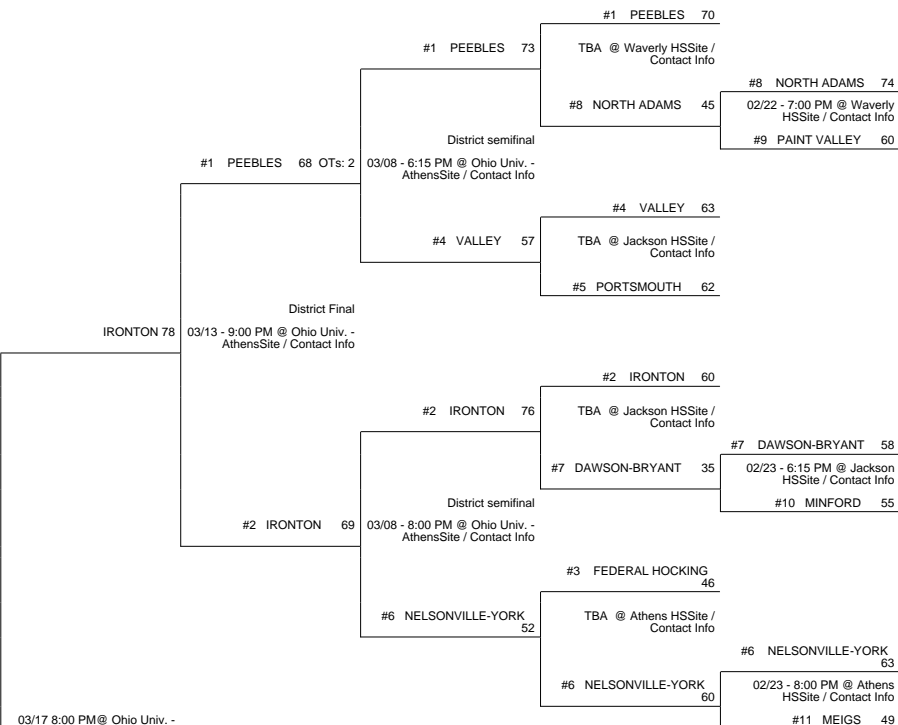 #1 PEEBLES 70
#1 PEEBLES 73
TBA @ Waverly HSSite /
Contact Info
#8 NORTH ADAMS 74
#8 NORTH ADAMS 45
02/22 - 7:00 PM @ Waverly
HSSite / Contact Info
#9 PAINT VALLEY 60
District semifinal
#1 PEEBLES 68 OTs: 2
03/08 - 6:15 PM @ Ohio Univ. -
AthensSite / Contact Info
#4 VALLEY 63
#4 VALLEY 57
TBA @ Jackson HSSite /
Contact Info
#5 PORTSMOUTH 62
District Final
IRONTON 78
03/13 - 9:00 PM @ Ohio Univ. -
AthensSite / Contact Info
#2 IRONTON 60
#2 IRONTON 76
TBA @ Jackson HSSite /
Contact Info
#7 DAWSON-BRYANT 58
#7 DAWSON-BRYANT 35
02/23 - 6:15 PM @ Jackson
HSSite / Contact Info
#10 MINFORD 55
District semifinal
#2 IRONTON 69
03/08 - 8:00 PM @ Ohio Univ. -
AthensSite / Contact Info
#3 FEDERAL HOCKING
46
#6 NELSONVILLE-YORK
52
TBA @ Athens HSSite /
Contact Info
#6 NELSONVILLE-YORK
63
#6 NELSONVILLE-YORK
60
02/23 - 8:00 PM @ Athens
HSSite / Contact Info
#11 MEIGS 49
03/17 8:00 PM@ Ohio Univ. -